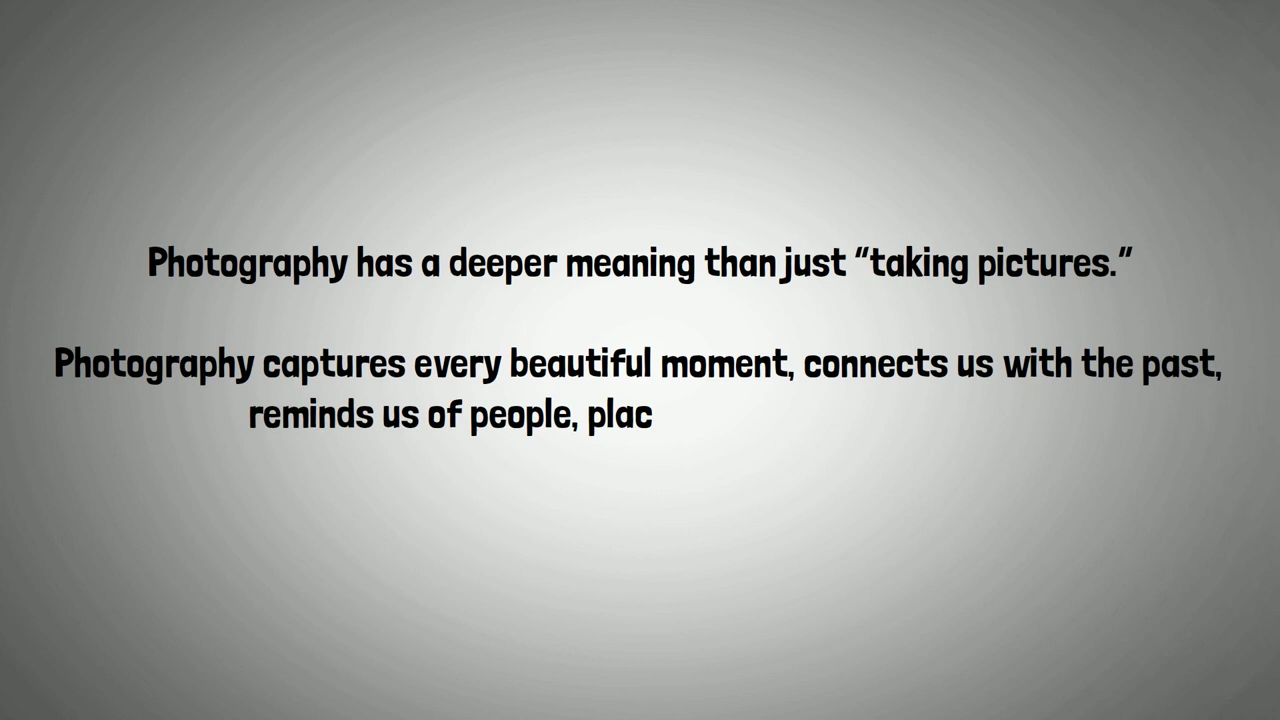 Photography has a deeper meaning than just “taking pictures.”
Photography captures every beautiful moment, connects us with the past,
reminds us of people, plac